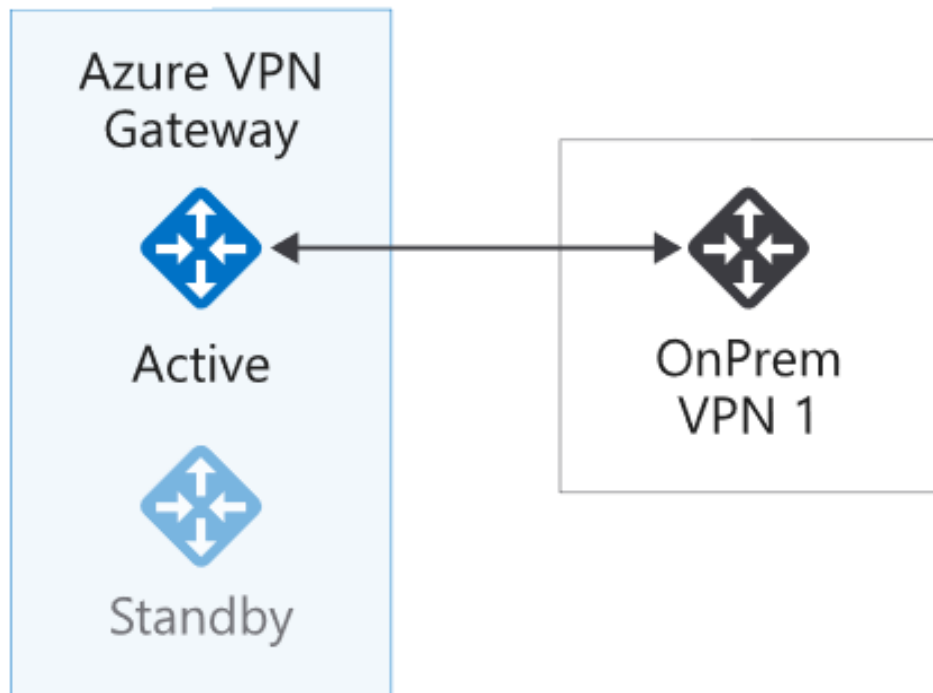 Azure VPN
Gateway
Active
OnPrem
VPN 1
Standby